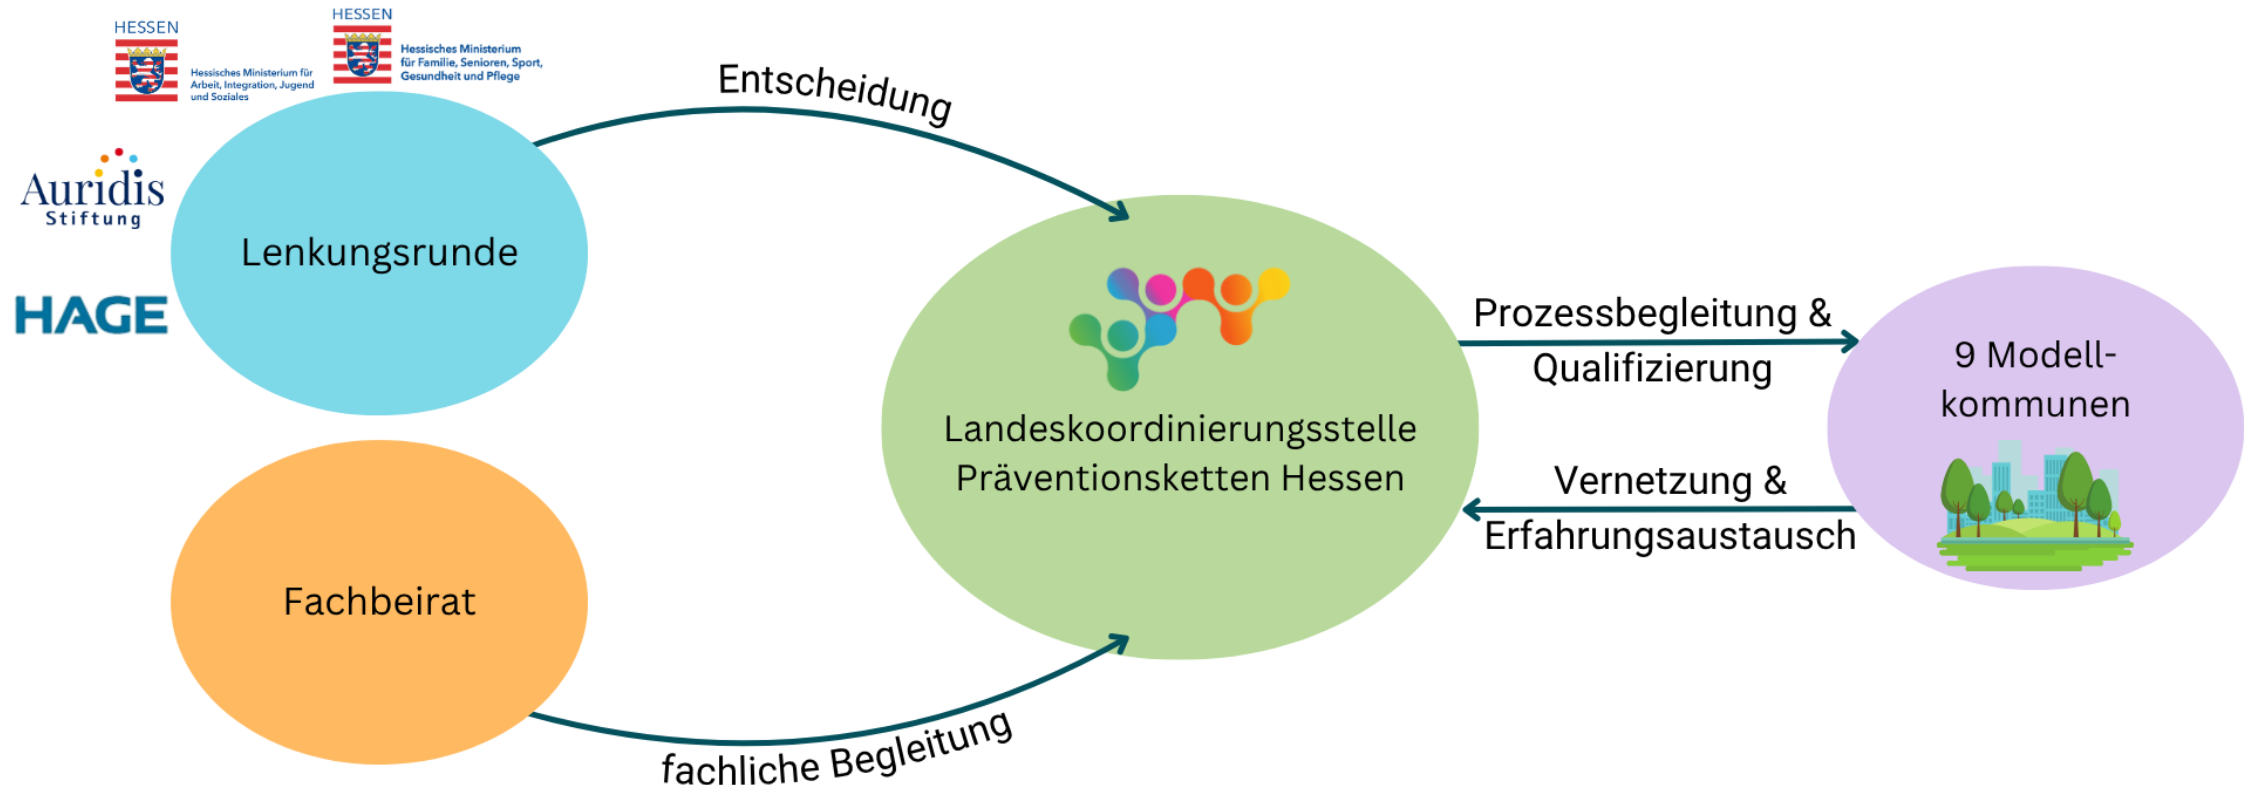 HESSEN
Hessisches Ministerium für
Arbeit, Integration, Jugend
und Soziales
HESSEN
Hessisches Ministerium
für Familie, Senioren, Sport,
Gesundheit und Pflege
Auridis
Stiftung
HAGE
Lenkungsrunde
Entscheidung
Fachbeirat
fachliche Begleitung
Landeskoordinierungsstelle
Präventionsketten Hessen
Prozessbegleitung &
Qualifizierung
Vernetzung &
Erfahrungsaustausch
9 Modell-
kommunen